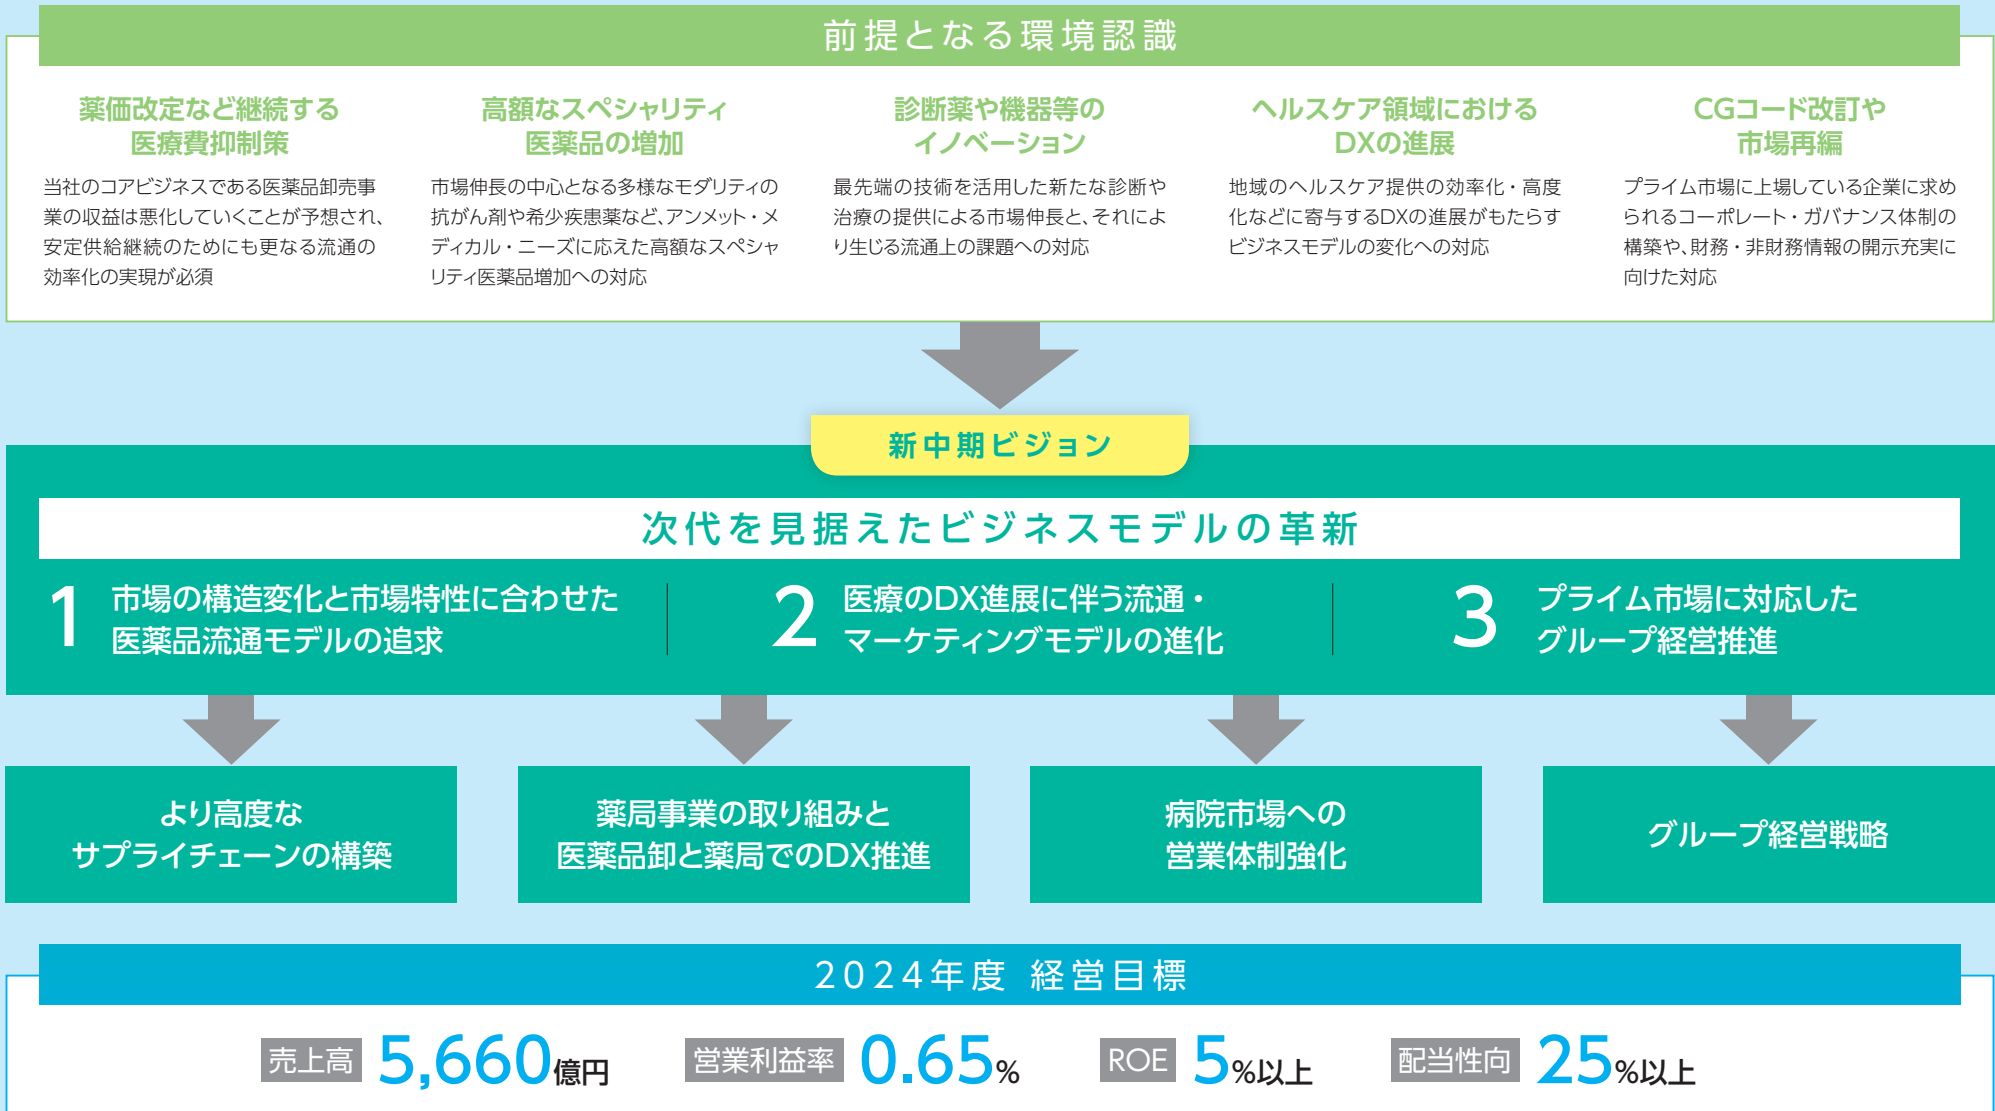 前提となる環境認識
薬価改定など継続する
医療費抑制策
当社のコアビジネスである医薬品卸売事
業の収益は悪化していくことが予想され、
安定供給継続のためにも更なる流通の
効率化の実現が必須
高額なスペシャリティ
医薬品の増加
市場伸長の中心となる多様なモダリティの
抗がん剤や希少疾患薬など、アンメット・メ
ディカル・ニーズに応えた高額なスペシャ
リティ医薬品増加への対応
診断薬や機器等の
イノベーション
最先端の技術を活用した新たな診断や
治療の提供による市場伸長と、それによ
り生じる流通上の課題への対応
ヘルスケア領域における
DXの進展
地域のヘルスケア提供の効率化・高度
化などに寄与するDXの進展がもたらす
ビジネスモデルの変化への対応
CGコード改訂や
市場再編
プライム市場に上場している企業に求め
られるコーポレート・ガバナンス体制の
構築や、財務・非財務情報の開示充実に
向けた対応
新中期ビジョン
次代を見据えたビジネスモデルの革新
1 市場の構造変化と市場特性に合わせた
医薬品流通モデルの追求
2 医療のDX進展に伴う流通・
マーケティングモデルの進化
3 プライム市場に対応した
グループ経営推進
より高度な
サプライチェーンの構築
薬局事業の取り組みと
医薬品卸と薬局でのDX推進
病院市場への
営業体制強化
グループ経営戦略
2024年度 経営目標
売上高 5,660億円
営業利益率 0.65%
ROE 5%以上
配当性向 25%以上